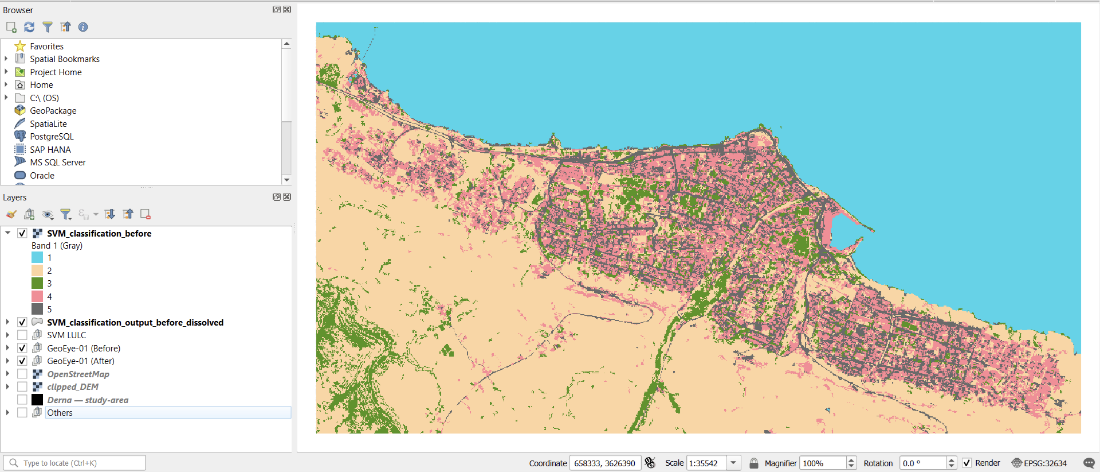 Browser
Favorites
Spatial Bookmarks
Project Home
Home
C:\ (OS)
GeoPackage
SpatiaLite
PostgreSQL
SAP HANA
MS SQL Server
Oracle
Layers
SVM_classification_before
Band 1 (Gray)
1
2
3
4
5
SVM_classification_output_before_dissolved
SVM LULC
GeoEye-01 (Before)
GeoEye-01 (After)
OpenStreetMap
clipped_DEM
Derna — study-area
Others
Type to locate (Ctrl+K)
Coordinate 658333, 3626390 Scale 1:35542 Magnifier 100% Rotation 0.0 ° Render EPSG:32634